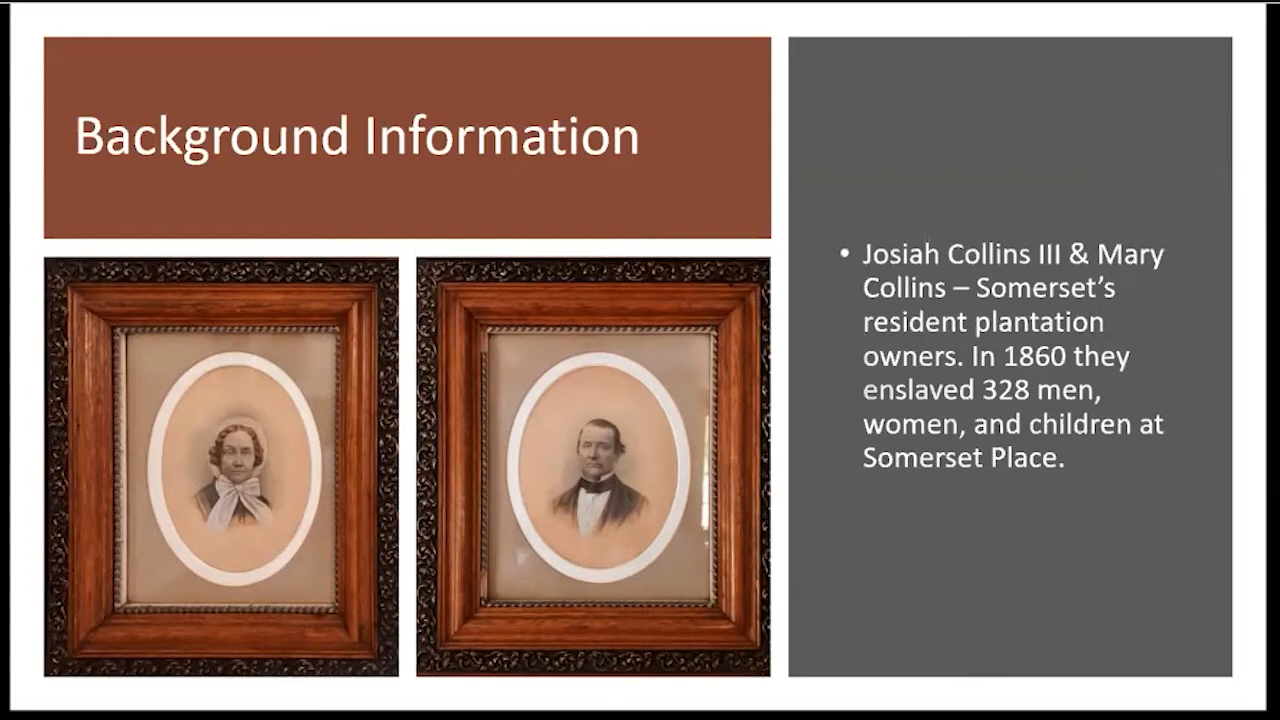 Background Information
• Josiah Collins III & Mary
Collins – Somerset’s
resident plantation
owners. In 1860 they
enslaved 328 men,
women, and children at
Somerset Place.